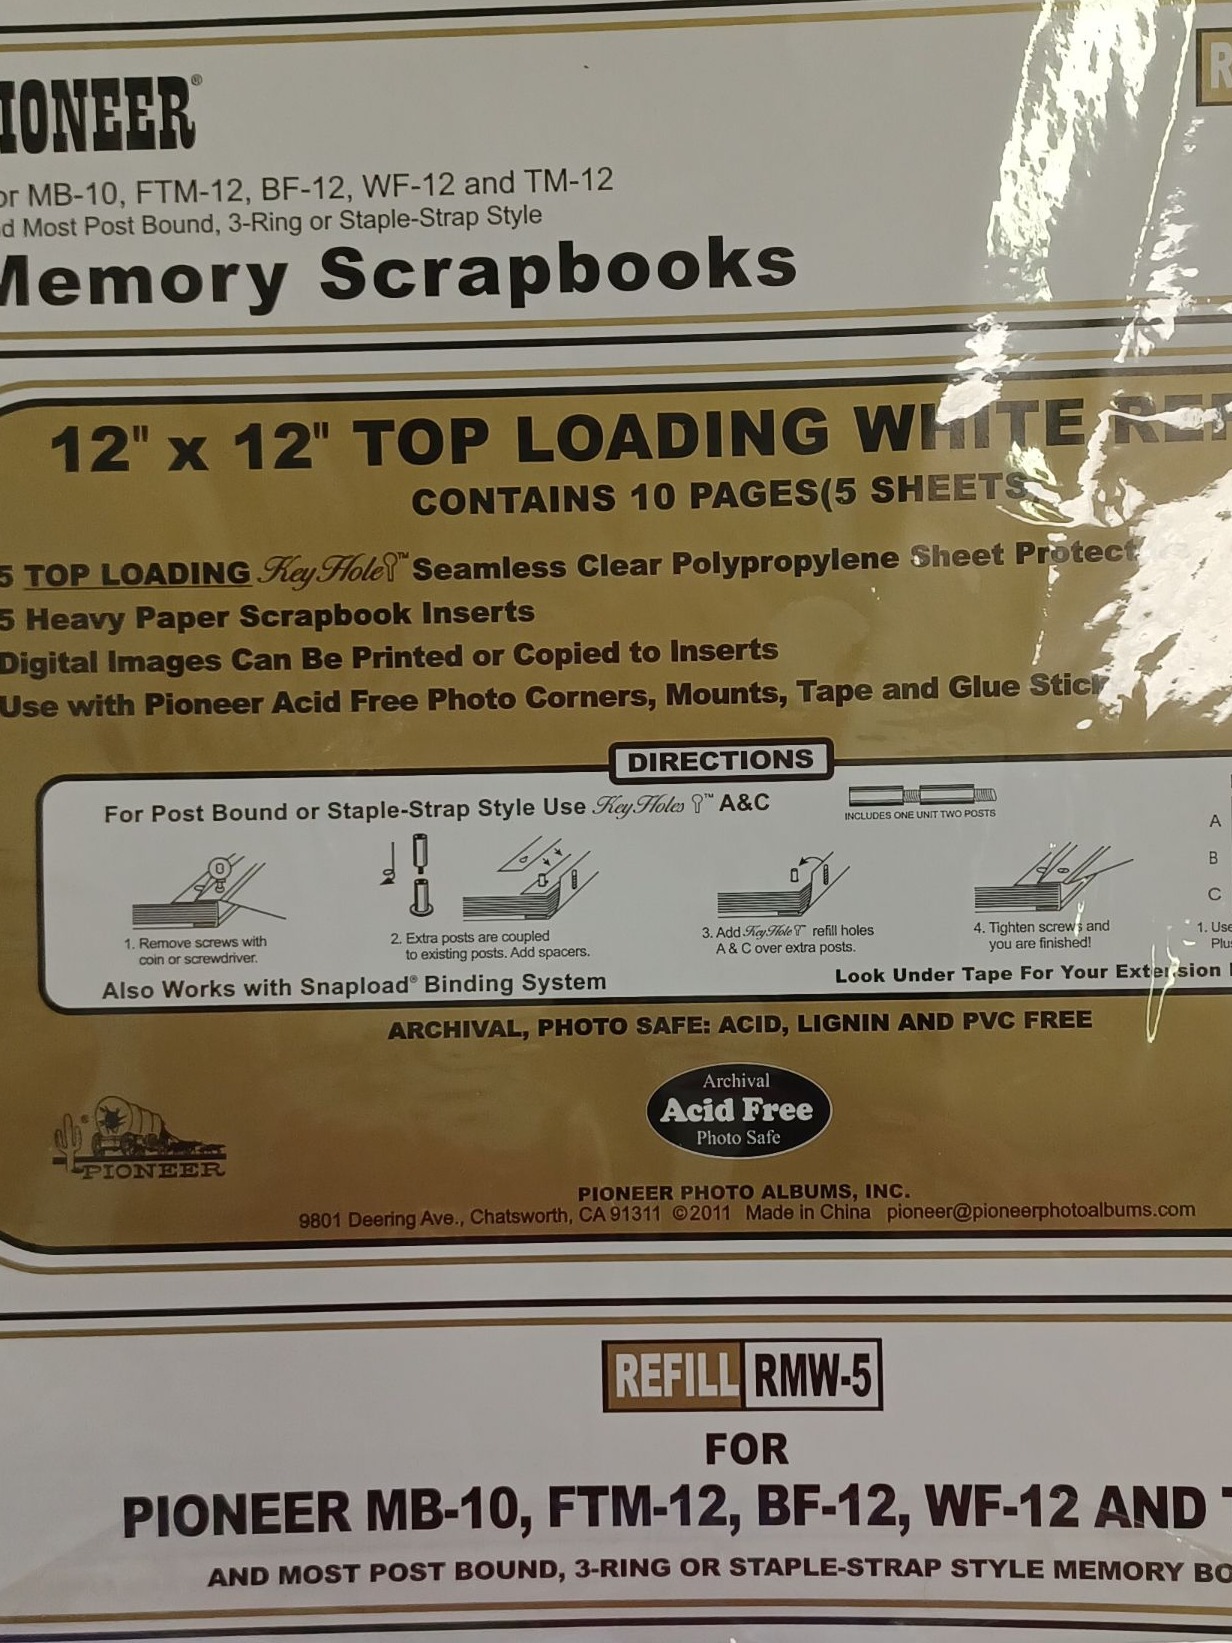 IONEER®
or MB-10, FTM-12, BF-12, WF-12 and TM-12
d Most Post Bound, 3-Ring or Staple-Strap Style
Memory Scrapbooks
R
12" x 12" TOP LOADING WHITE RE
CONTAINS 10 PAGES(5 SHEETS
5 TOP LOADING KeyHole™ Seamless Clear Polypropylene Sheet Protect
5 Heavy Paper Scrapbook Inserts
Digital Images Can Be Printed or Copied to Inserts
Use with Pioneer Acid Free Photo Corners, Mounts, Tape and Glue Stick
DIRECTIONS
For Post Bound or Staple-Strap Style Use KeyHoles™ A&C
INCLUDES ONE UNIT TWO POSTS
A
B
C
1. Remove screws with
coin or screwdriver.
2. Extra posts are coupled
to existing posts. Add spacers.
3. Add KeyHole™ refill holes
A & C over extra posts.
4. Tighten screws and
you are finished!
1. Use
Plu
Also Works with Snapload® Binding System
Look Under Tape For Your Extension
ARCHIVAL, PHOTO SAFE: ACID, LIGNIN AND PVC FREE
Archival
Acid Free
Photo Safe
®
PIONEER
PIONEER PHOTO ALBUMS, INC.
9801 Deering Ave., Chatsworth, CA 91311 ©2011 Made in China pioneer@pioneerphotoalbums.com
REFILL RMW-5
FOR
PIONEER MB-10, FTM-12, BF-12, WF-12 AND
AND MOST POST BOUND, 3-RING OR STAPLE-STRAP STYLE MEMORY BO